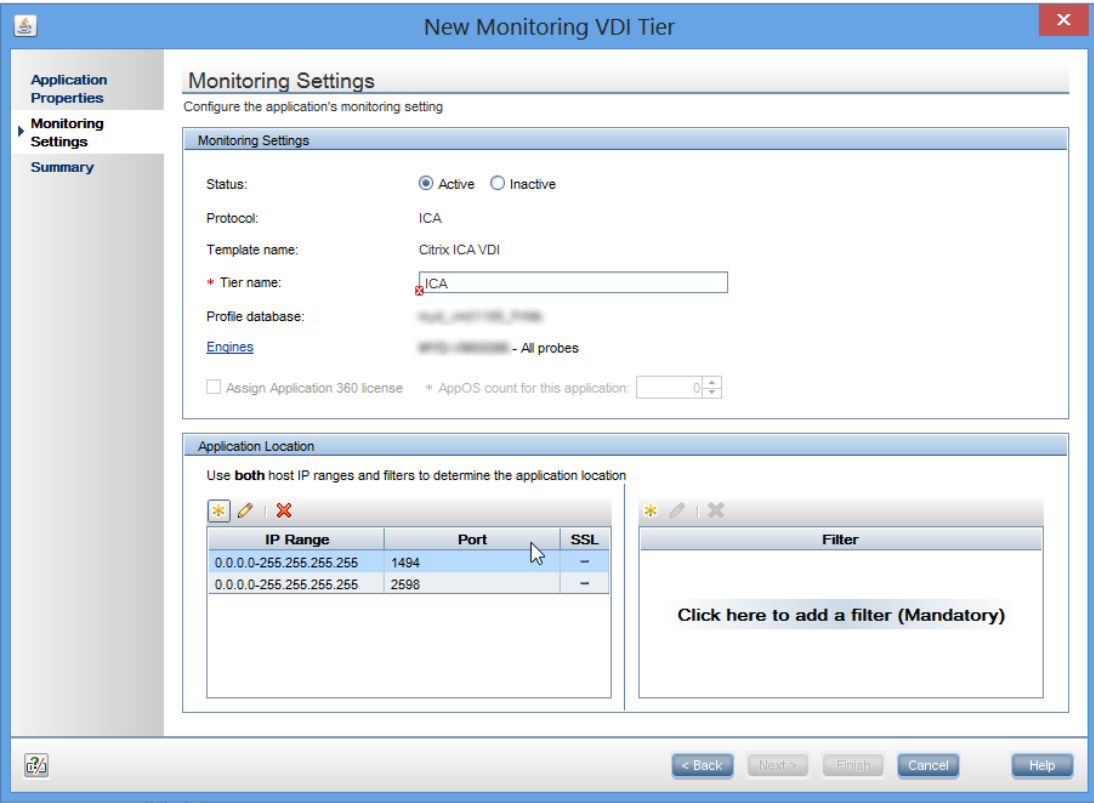 New Monitoring VDI Tier
Application
Properties
Monitoring
Settings
Summary
Monitoring Settings
Configure the application's monitoring setting
Monitoring Settings
Status: Active Inactive
Protocol: ICA
Template name: Citrix ICA VDI
* Tier name: ICA
Profile database:
Engines - All probes
Assign Application 360 license * AppOS count for this application: 0
Application Location
Use both host IP ranges and filters to determine the application location
IP Range Port SSL
0.0.0.0-255.255.255.255 1494 –
0.0.0.0-255.255.255.255 2598 –
Filter
Click here to add a filter (Mandatory)
< Back Next > Finish Cancel Help